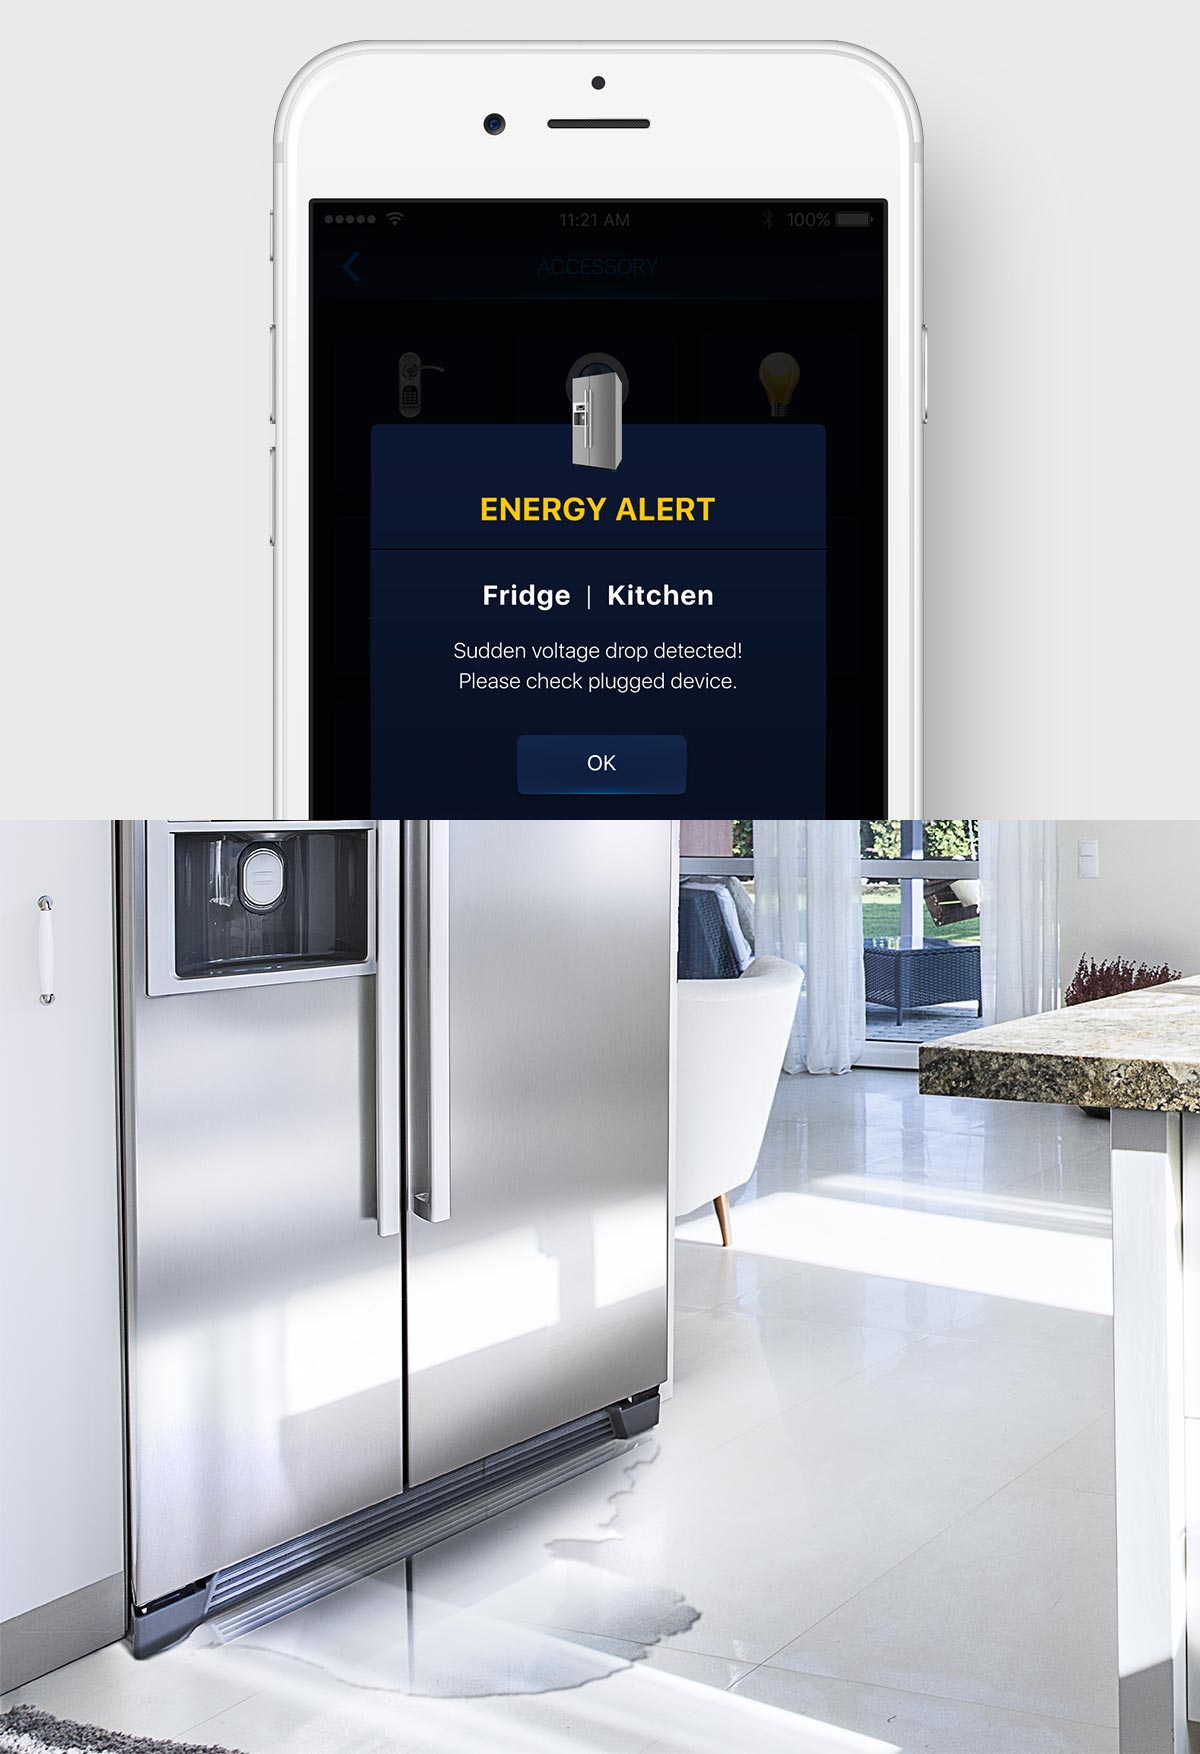 11:21 AM
100%
ACCESSORY
ENERGY ALERT
Fridge | Kitchen
Sudden voltage drop detected!
Please check plugged device.
OK